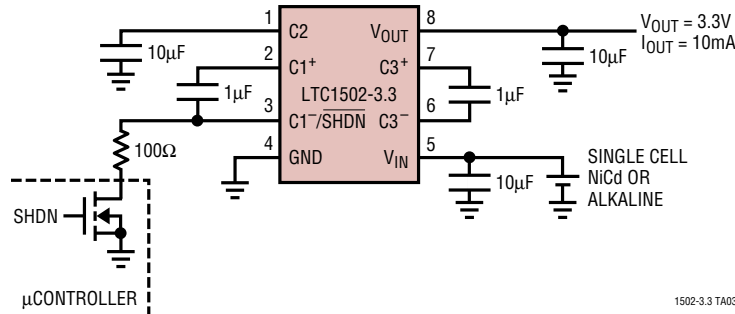 1
C2
VOUT
8
VOUT = 3.3V
IOUT = 10mA
10µF
10µF
2
C1+
C3+
7
1µF
LTC1502-3.3
1µF
3
C1–/SHDN
C3–
6
100Ω
4
GND
VIN
5
SINGLE CELL
NiCd OR
ALKALINE
10µF
SHDN
µCONTROLLER
1502-3.3 TA03